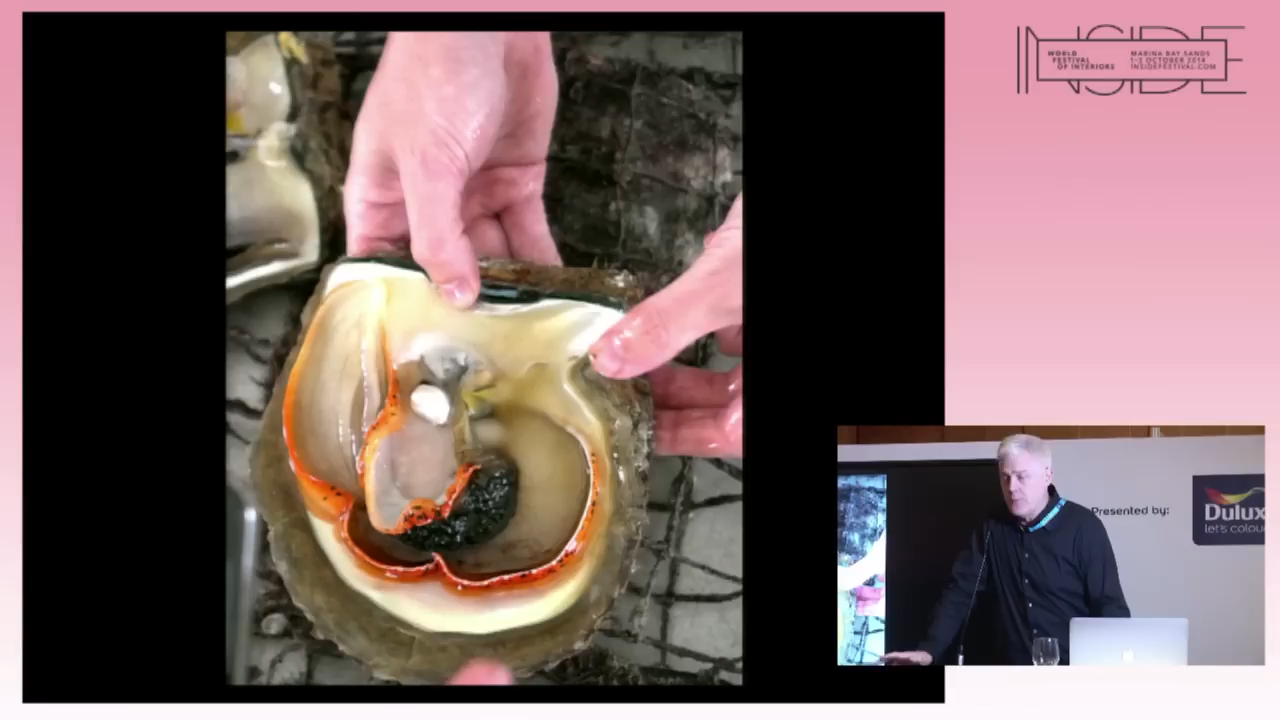 INSIDE
WORLD
FESTIVAL
OF INTERIORS
MARINA BAY SANDS
1-3 OCTOBER 2014
INSIDEFESTIVAL.COM
Presented by:
Dulux
let's colour